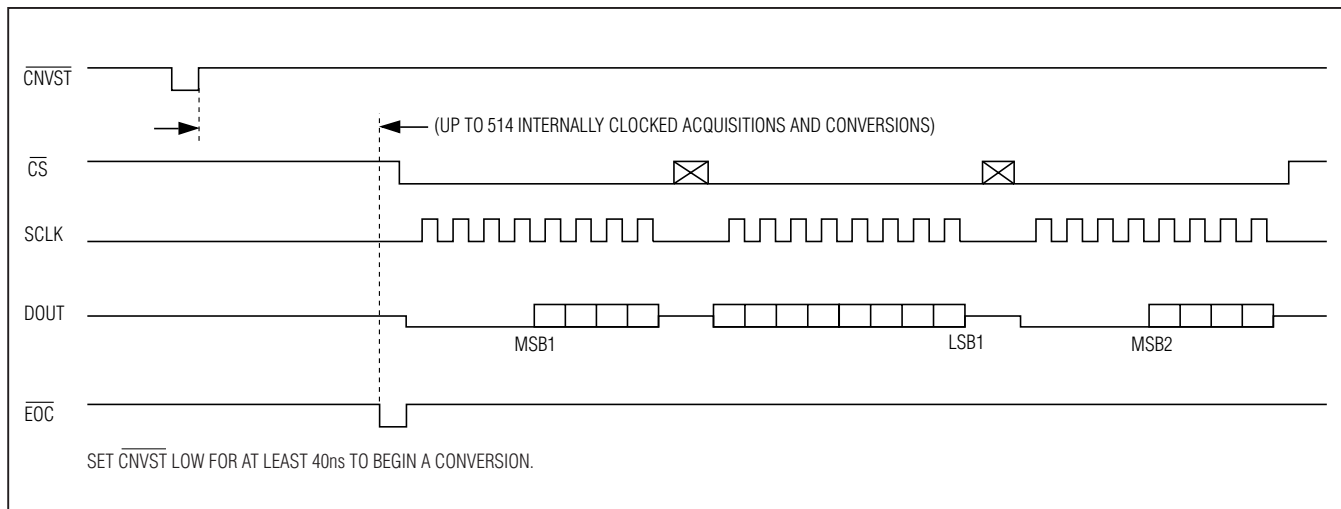 CNVST
(UP TO 514 INTERNALLY CLOCKED ACQUISITIONS AND CONVERSIONS)
CS
SCLK
DOUT
MSB1
LSB1
MSB2
EOC
SET CNVST LOW FOR AT LEAST 40ns TO BEGIN A CONVERSION.